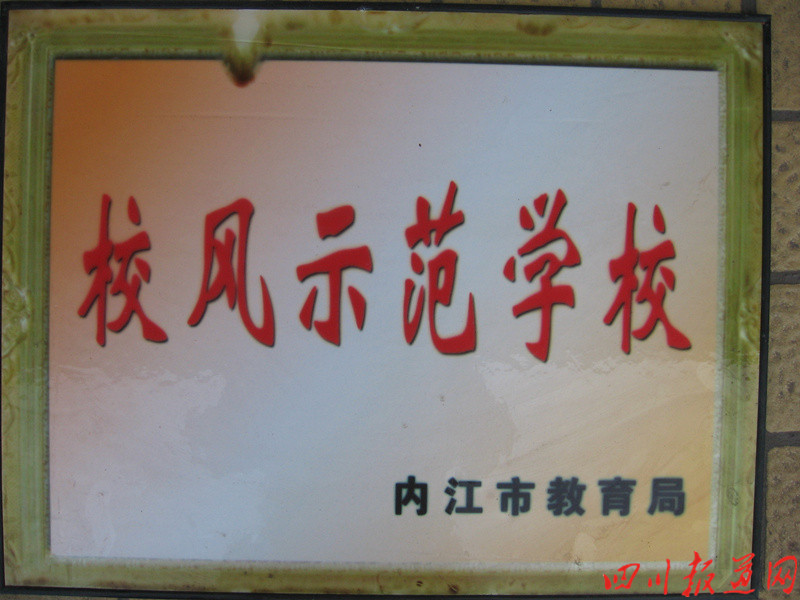 校风示范学校
内江市教育局
四川报道网